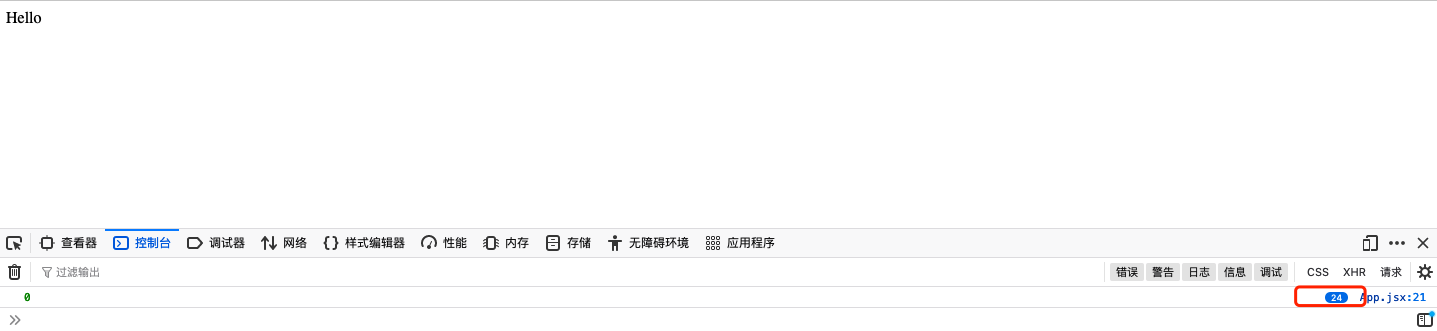 Hello
查看器 控制台 调试器 网络 样式编辑器 性能 内存 存储 无障碍环境 应用程序
过滤输出 错误 警告 日志 信息 调试 CSS XHR 请求
0 24 App.jsx:21